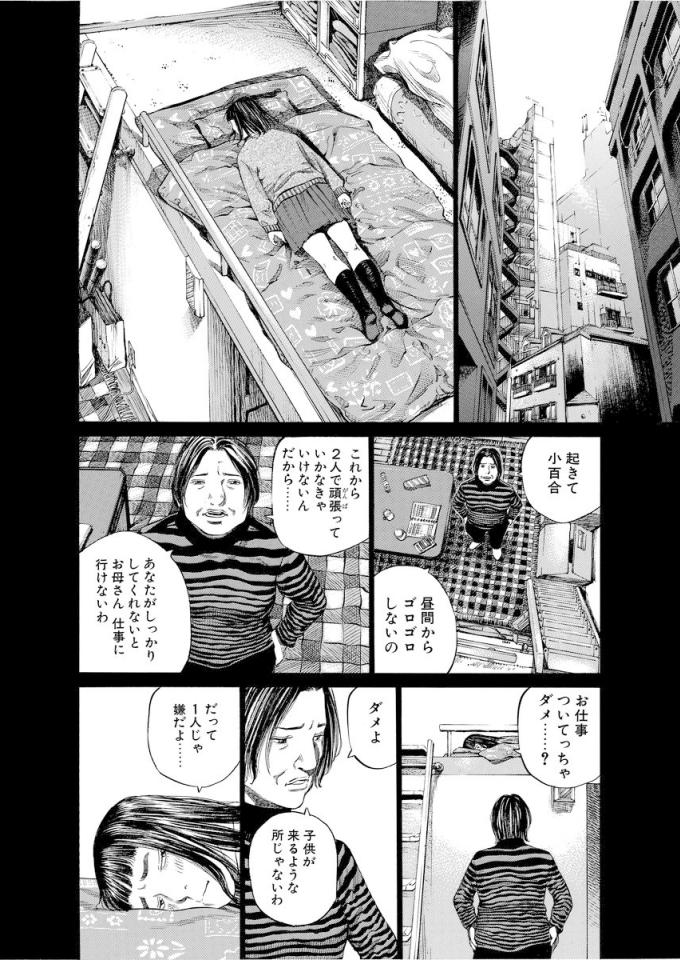 起きて
小百合
昼間から
ゴロゴロ
しないの
これから
2人で頑張って
がんば
いかなきゃ
いけないん
だから……
あなたがしっかり
してくれないと
お母さん 仕事に
行けないわ
お仕事
ついてっちゃ
ダメ……？
ダメよ
子供が
来るような
所じゃないわ
だって
1人じゃ
嫌だよ……